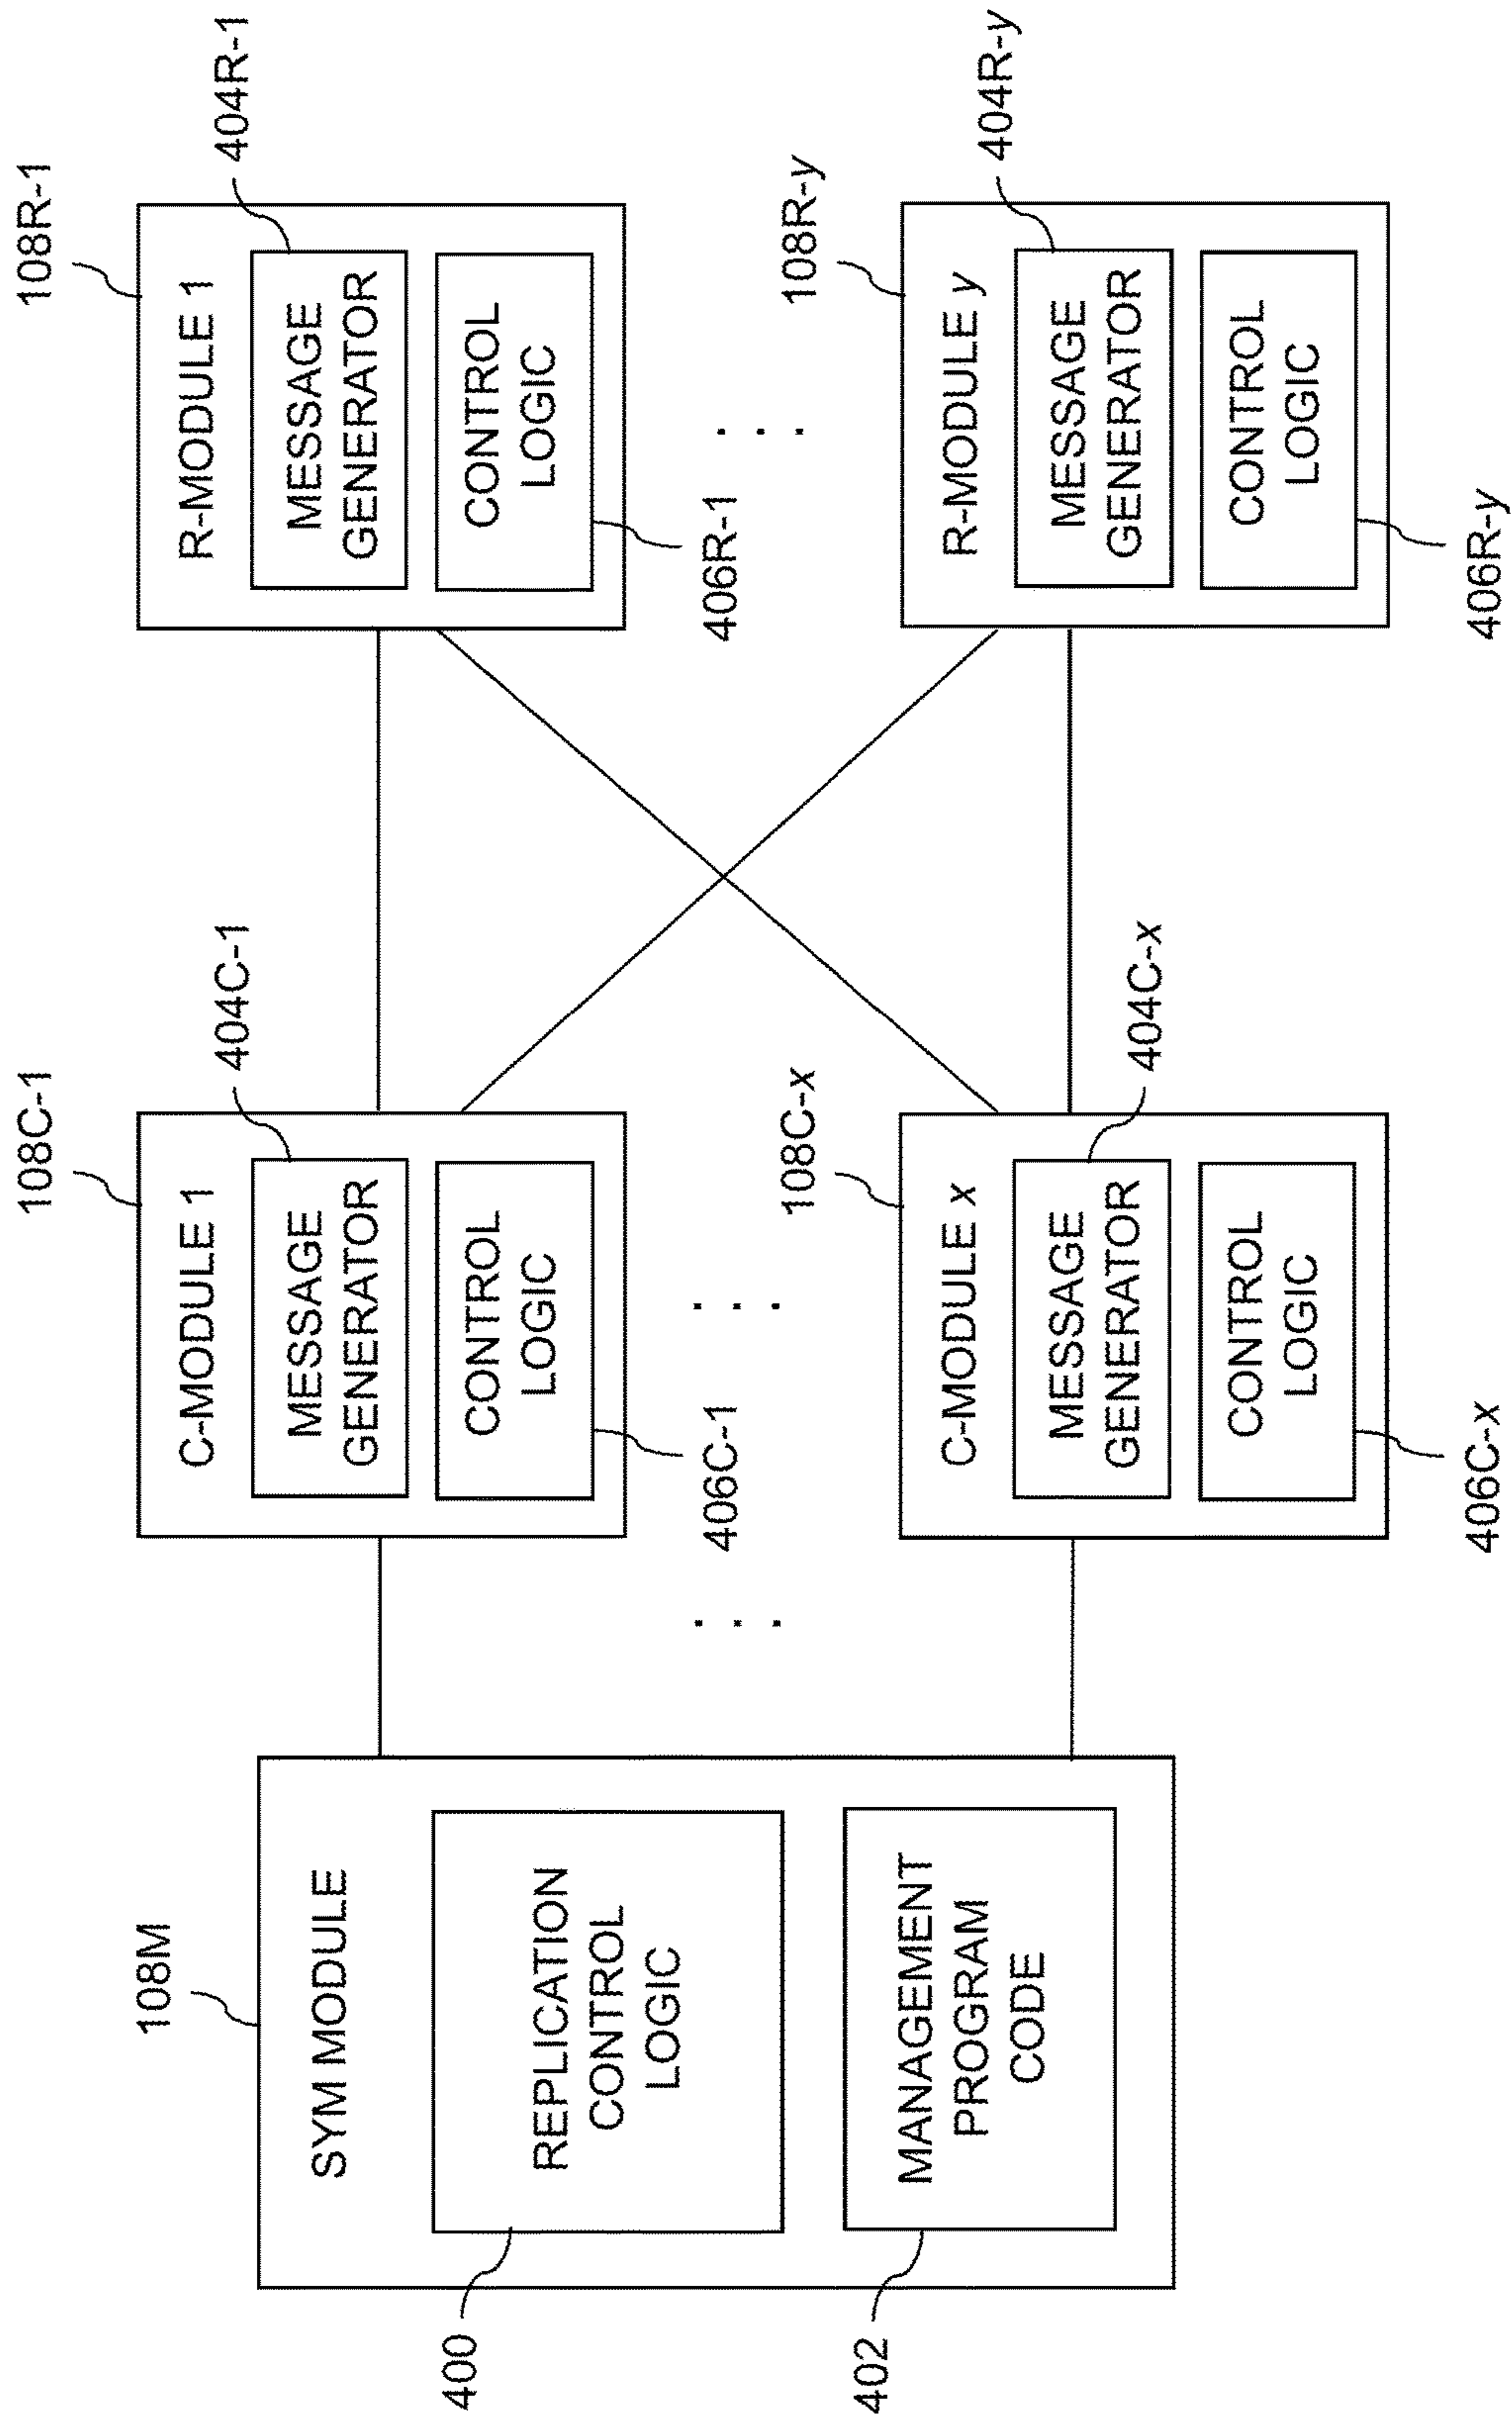 108M
SYM MODULE
REPLICATION
CONTROL
LOGIC
400
MANAGEMENT
PROGRAM
CODE
402
. . .
108C-1
C-MODULE 1
404C-1
MESSAGE
GENERATOR
CONTROL
LOGIC
406C-1
. . .
108C-x
C-MODULE x
404C-x
MESSAGE
GENERATOR
CONTROL
LOGIC
406C-x
108R-1
R-MODULE 1
404R-1
MESSAGE
GENERATOR
CONTROL
LOGIC
406R-1
. . .
108R-y
R-MODULE y
404R-y
MESSAGE
GENERATOR
CONTROL
LOGIC
406R-y